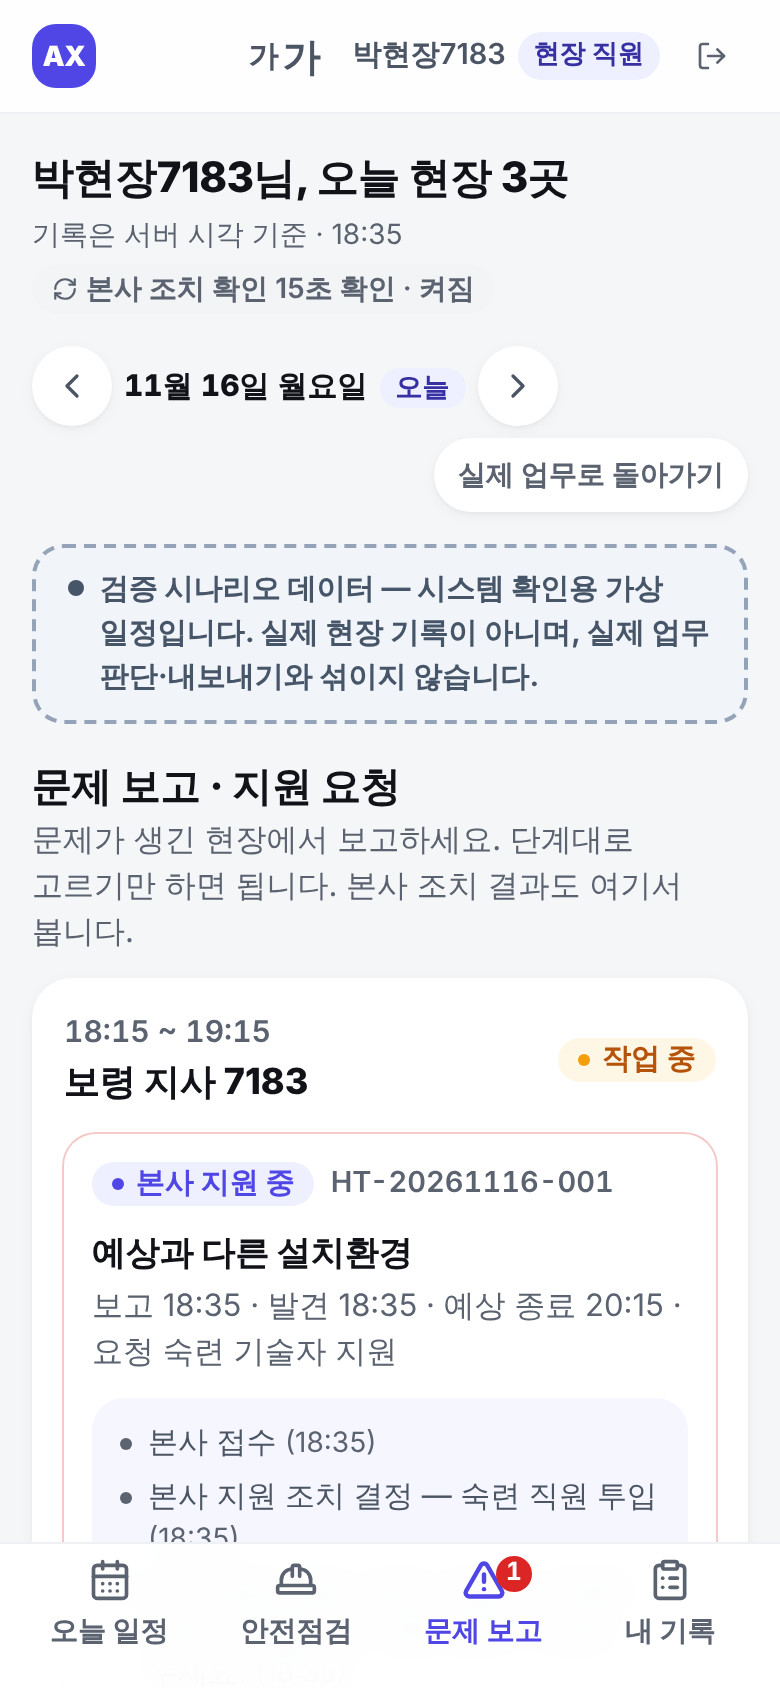 AX
가가 박현장7183 현장 직원
박현장7183님, 오늘 현장 3곳
기록은 서버 시각 기준 · 18:35
본사 조치 확인 15초 확인 · 켜짐
11월 16일 월요일 오늘
실제 업무로 돌아가기
검증 시나리오 데이터 — 시스템 확인용 가상
일정입니다. 실제 현장 기록이 아니며, 실제 업무
판단·내보내기와 섞이지 않습니다.
문제 보고 · 지원 요청
문제가 생긴 현장에서 보고하세요. 단계대로
고르기만 하면 됩니다. 본사 조치 결과도 여기서
봅니다.
18:15 ~ 19:15
보령 지사 7183
작업 중
본사 지원 중 HT-20261116-001
예상과 다른 설치환경
보고 18:35 · 발견 18:35 · 예상 종료 20:15 ·
요청 숙련 기술자 지원
본사 접수 (18:35)
본사 지원 조치 결정 — 숙련 직원 투입
(18:35)
1
오늘 일정 안전점검 문제 보고 내 기록